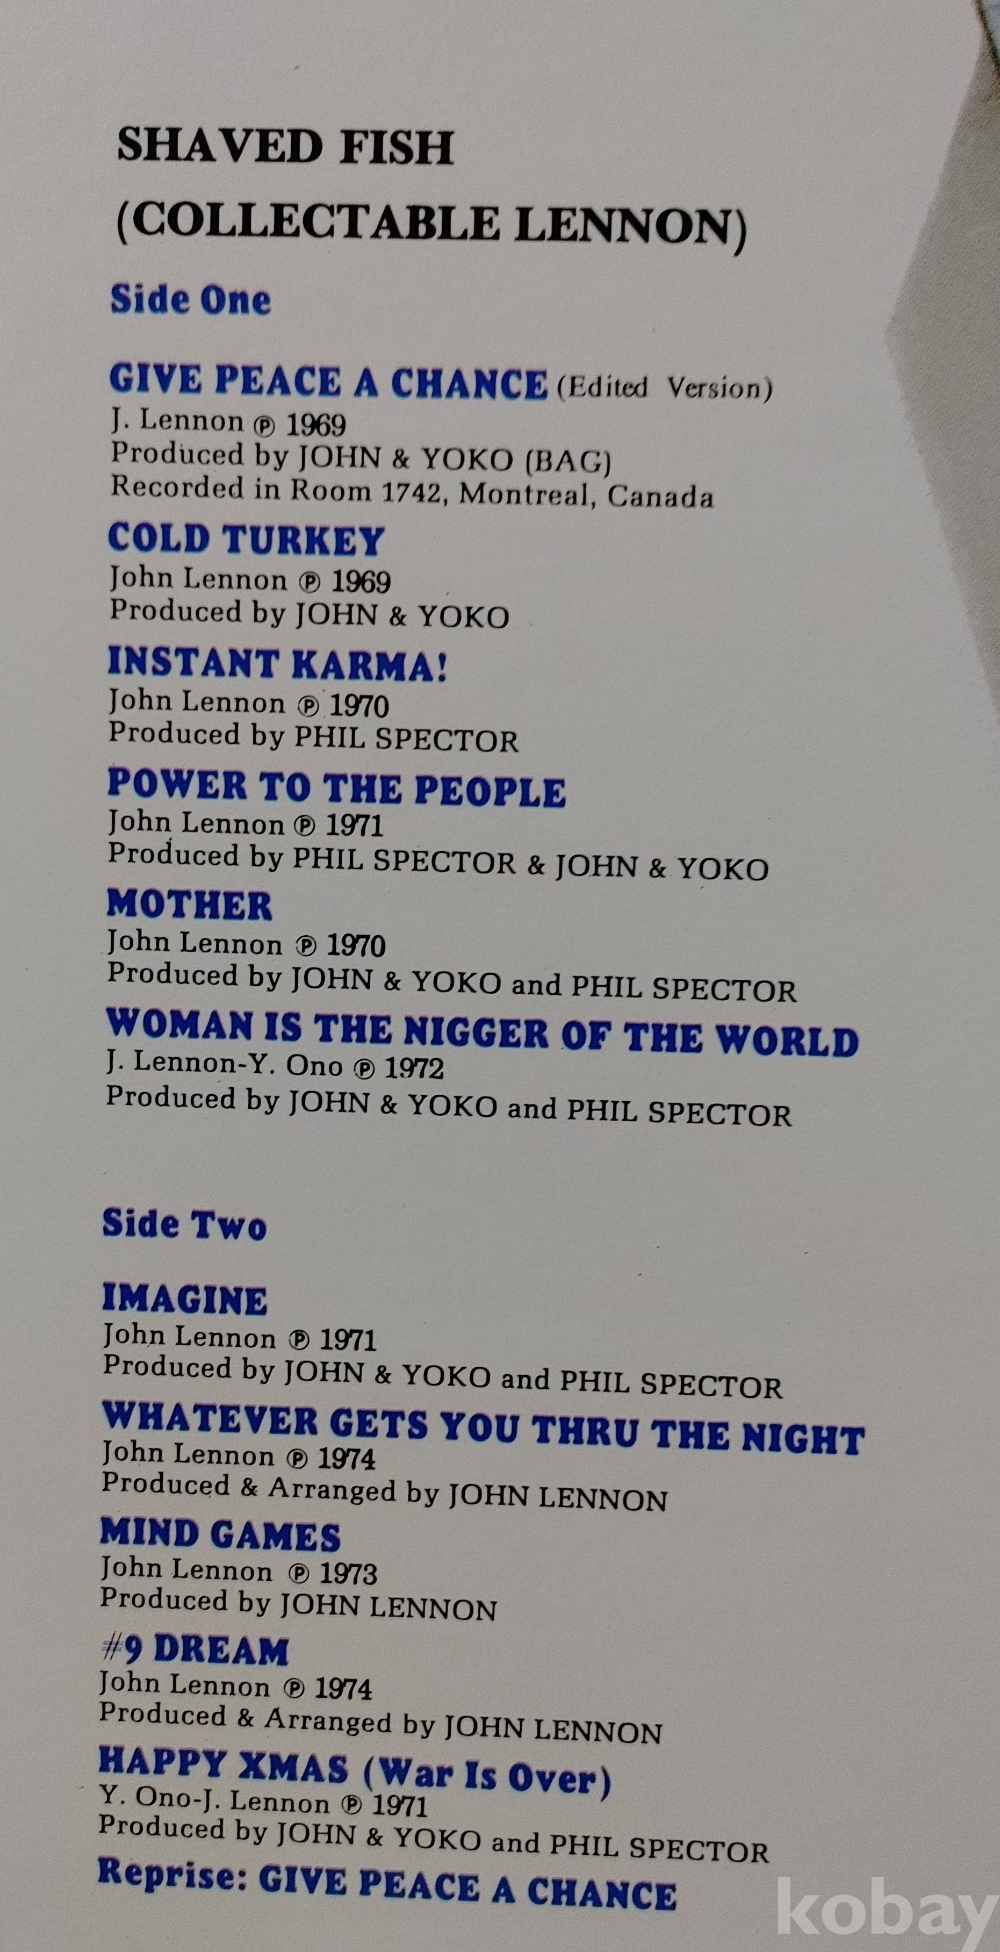 SHAVED FISH
(COLLECTABLE LENNON)
Side One
GIVE PEACE A CHANCE (Edited Version)
J. Lennon ℗ 1969
Produced by JOHN & YOKO (BAG)
Recorded in Room 1742, Montreal, Canada
COLD TURKEY
John Lennon ℗ 1969
Produced by JOHN & YOKO
INSTANT KARMA!
John Lennon ℗ 1970
Produced by PHIL SPECTOR
POWER TO THE PEOPLE
John Lennon ℗ 1971
Produced by PHIL SPECTOR & JOHN & YOKO
MOTHER
John Lennon ℗ 1970
Produced by JOHN & YOKO and PHIL SPECTOR
WOMAN IS THE NIGGER OF THE WORLD
J. Lennon-Y. Ono ℗ 1972
Produced by JOHN & YOKO and PHIL SPECTOR
Side Two
IMAGINE
John Lennon ℗ 1971
Produced by JOHN & YOKO and PHIL SPECTOR
WHATEVER GETS YOU THRU THE NIGHT
John Lennon ℗ 1974
Produced & Arranged by JOHN LENNON
MIND GAMES
John Lennon ℗ 1973
Produced by JOHN LENNON
#9 DREAM
John Lennon ℗ 1974
Produced & Arranged by JOHN LENNON
HAPPY XMAS (War Is Over)
Y. Ono-J. Lennon ℗ 1971
Produced by JOHN & YOKO and PHIL SPECTOR
Reprise: GIVE PEACE A CHANCE
kobay